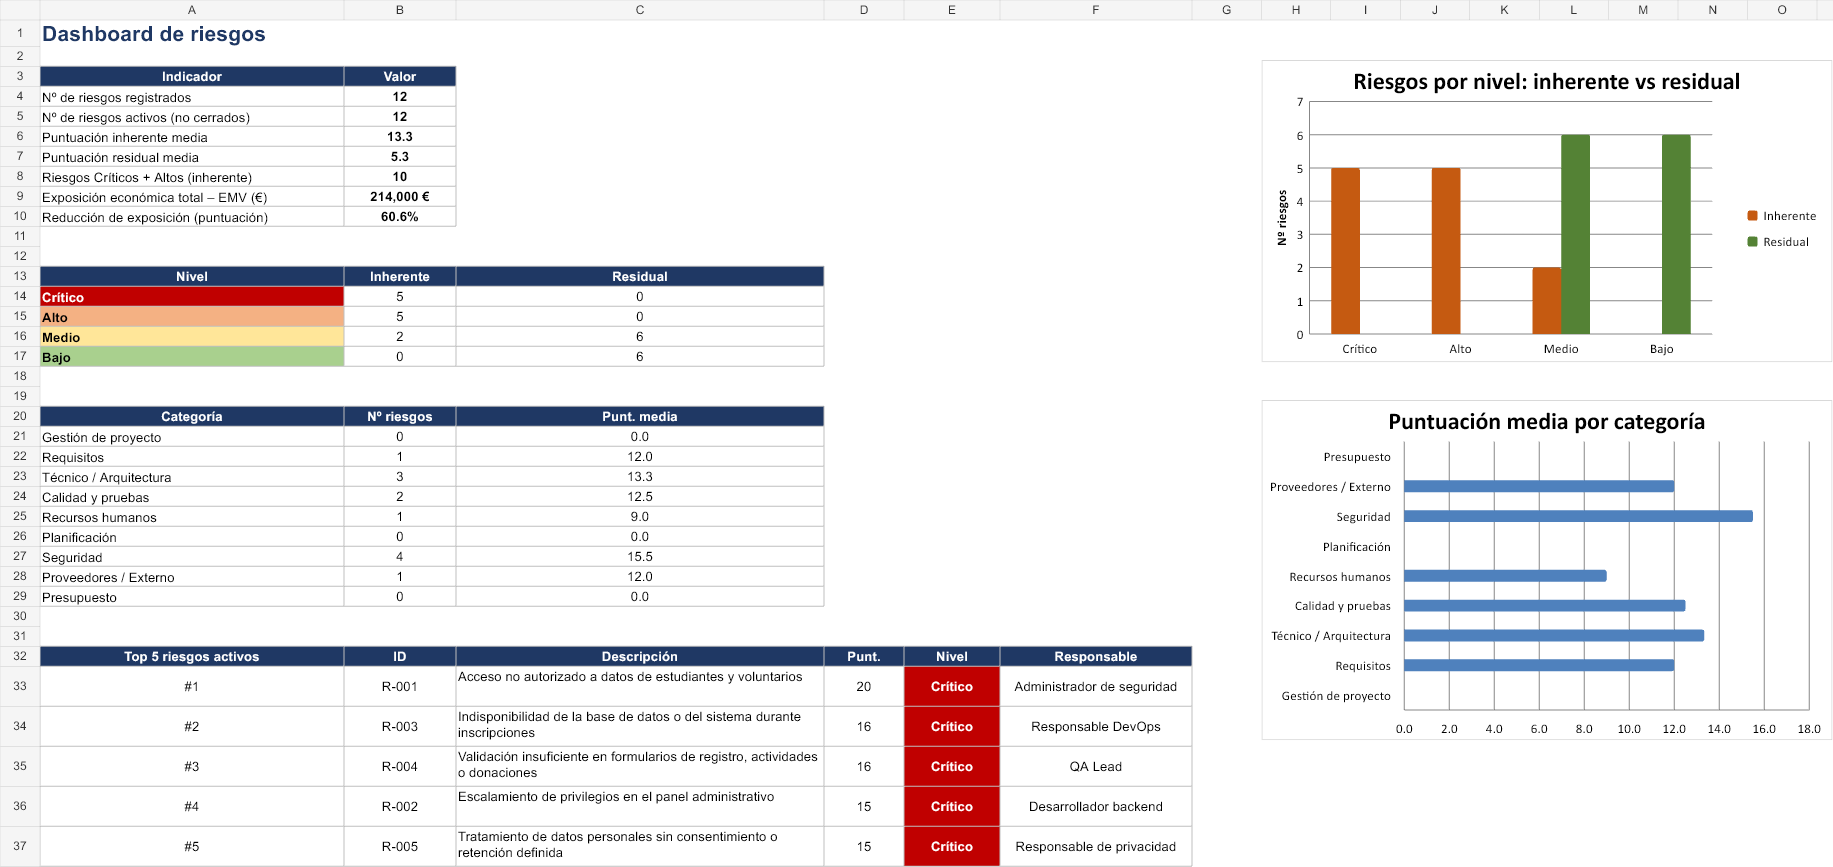 A B C D E F G H I J K L M N O
1 Dashboard de riesgos
2
3 Indicador Valor
4 Nº de riesgos registrados 12
5 Nº de riesgos activos (no cerrados) 12
6 Puntuación inherente media 13.3
7 Puntuación residual media 5.3
8 Riesgos Críticos + Altos (inherente) 10
9 Exposición económica total – EMV (€) 214,000 €
10 Reducción de exposición (puntuación) 60.6%
11
12
13 Nivel Inherente Residual
14 Crítico 5 0
15 Alto 5 0
16 Medio 2 6
17 Bajo 0 6
18
19
20 Categoría Nº riesgos Punt. media
21 Gestión de proyecto 0 0.0
22 Requisitos 1 12.0
23 Técnico / Arquitectura 3 13.3
24 Calidad y pruebas 2 12.5
25 Recursos humanos 1 9.0
26 Planificación 0 0.0
27 Seguridad 4 15.5
28 Proveedores / Externo 1 12.0
29 Presupuesto 0 0.0
30
31
32 Top 5 riesgos activos ID Descripción Punt. Nivel Responsable
33 #1 R-001 Acceso no autorizado a datos de estudiantes y voluntarios 20 Crítico Administrador de seguridad
34 #2 R-003 Indisponibilidad de la base de datos o del sistema durante
inscripciones 16 Crítico Responsable DevOps
35 #3 R-004 Validación insuficiente en formularios de registro, actividades
o donaciones 16 Crítico QA Lead
36 #4 R-002 Escalamiento de privilegios en el panel administrativo 15 Crítico Desarrollador backend
37 #5 R-005 Tratamiento de datos personales sin consentimiento o
retención definida 15 Crítico Responsable de privacidad
Riesgos por nivel: inherente vs residual
Nº riesgos
7
6
5
4
3
2
1
0
Crítico Alto Medio Bajo
Inherente
Residual
Puntuación media por categoría
Presupuesto
Proveedores / Externo
Seguridad
Planificación
Recursos humanos
Calidad y pruebas
Técnico / Arquitectura
Requisitos
Gestión de proyecto
0.0 2.0 4.0 6.0 8.0 10.0 12.0 14.0 16.0 18.0